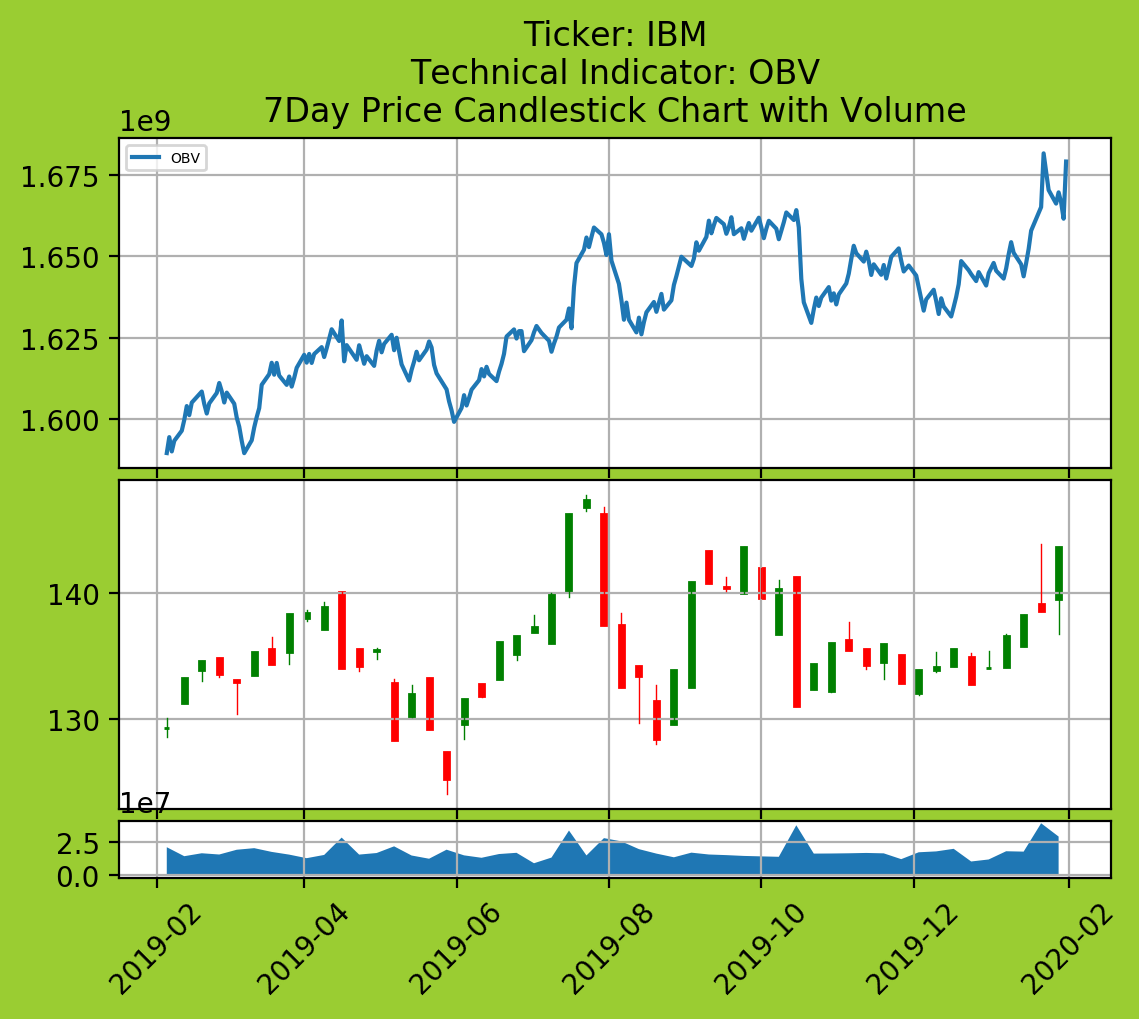 Ticker: IBM
Technical Indicator: OBV
7Day Price Candlestick Chart with Volume
1e9
OBV
1.675
1.650
1.625
1.600
140
130
1e7
2.5
0.0
2019-02
2019-04
2019-06
2019-08
2019-10
2019-12
2020-02